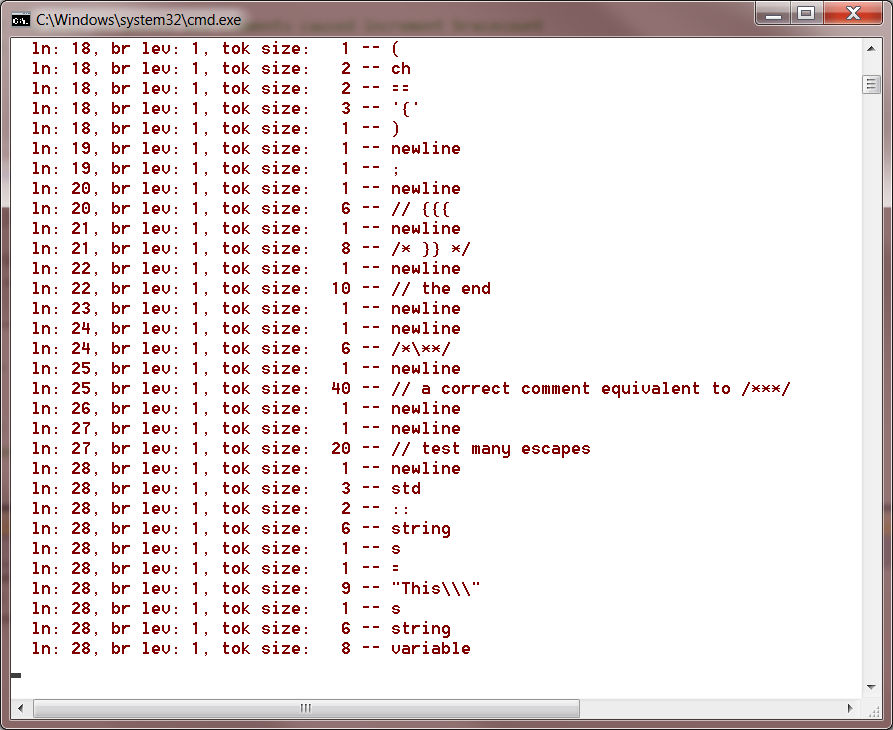 C:\Windows\system32\cmd.exe
ln: 18, br lev: 1, tok size:   1 -- (
ln: 18, br lev: 1, tok size:   2 -- ch
ln: 18, br lev: 1, tok size:   2 -- ==
ln: 18, br lev: 1, tok size:   3 -- '{'
ln: 18, br lev: 1, tok size:   1 -- )
ln: 19, br lev: 1, tok size:   1 -- newline
ln: 19, br lev: 1, tok size:   1 -- ;
ln: 20, br lev: 1, tok size:   1 -- newline
ln: 20, br lev: 1, tok size:   6 -- // {{{
ln: 21, br lev: 1, tok size:   1 -- newline
ln: 21, br lev: 1, tok size:   8 -- /* }} */
ln: 22, br lev: 1, tok size:   1 -- newline
ln: 22, br lev: 1, tok size:  10 -- // the end
ln: 23, br lev: 1, tok size:   1 -- newline
ln: 24, br lev: 1, tok size:   1 -- newline
ln: 24, br lev: 1, tok size:   6 -- /*\**/
ln: 25, br lev: 1, tok size:   1 -- newline
ln: 25, br lev: 1, tok size:  40 -- // a correct comment equivalent to /***/
ln: 26, br lev: 1, tok size:   1 -- newline
ln: 27, br lev: 1, tok size:   1 -- newline
ln: 27, br lev: 1, tok size:  20 -- // test many escapes
ln: 28, br lev: 1, tok size:   1 -- newline
ln: 28, br lev: 1, tok size:   3 -- std
ln: 28, br lev: 1, tok size:   2 -- ::
ln: 28, br lev: 1, tok size:   6 -- string
ln: 28, br lev: 1, tok size:   1 -- s
ln: 28, br lev: 1, tok size:   1 -- =
ln: 28, br lev: 1, tok size:   9 -- "This\\\"
ln: 28, br lev: 1, tok size:   1 -- s
ln: 28, br lev: 1, tok size:   6 -- string
ln: 28, br lev: 1, tok size:   8 -- variable